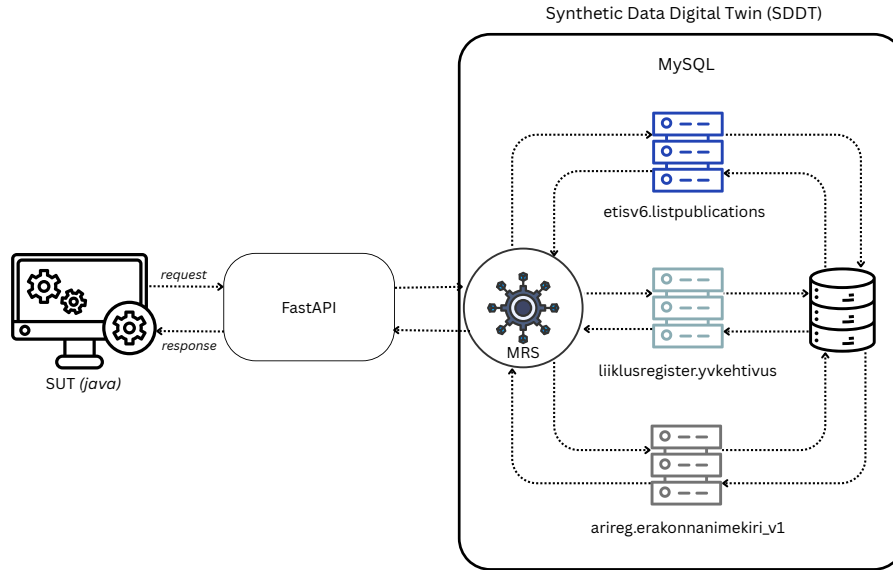 Synthetic Data Digital Twin (SDDT)
MySQL
etisv6.listpublications
request
FastAPI
response
MRS
SUT (java)
liiklusregister.yvkehtivus
arireg.erakonnanimekiri_v1